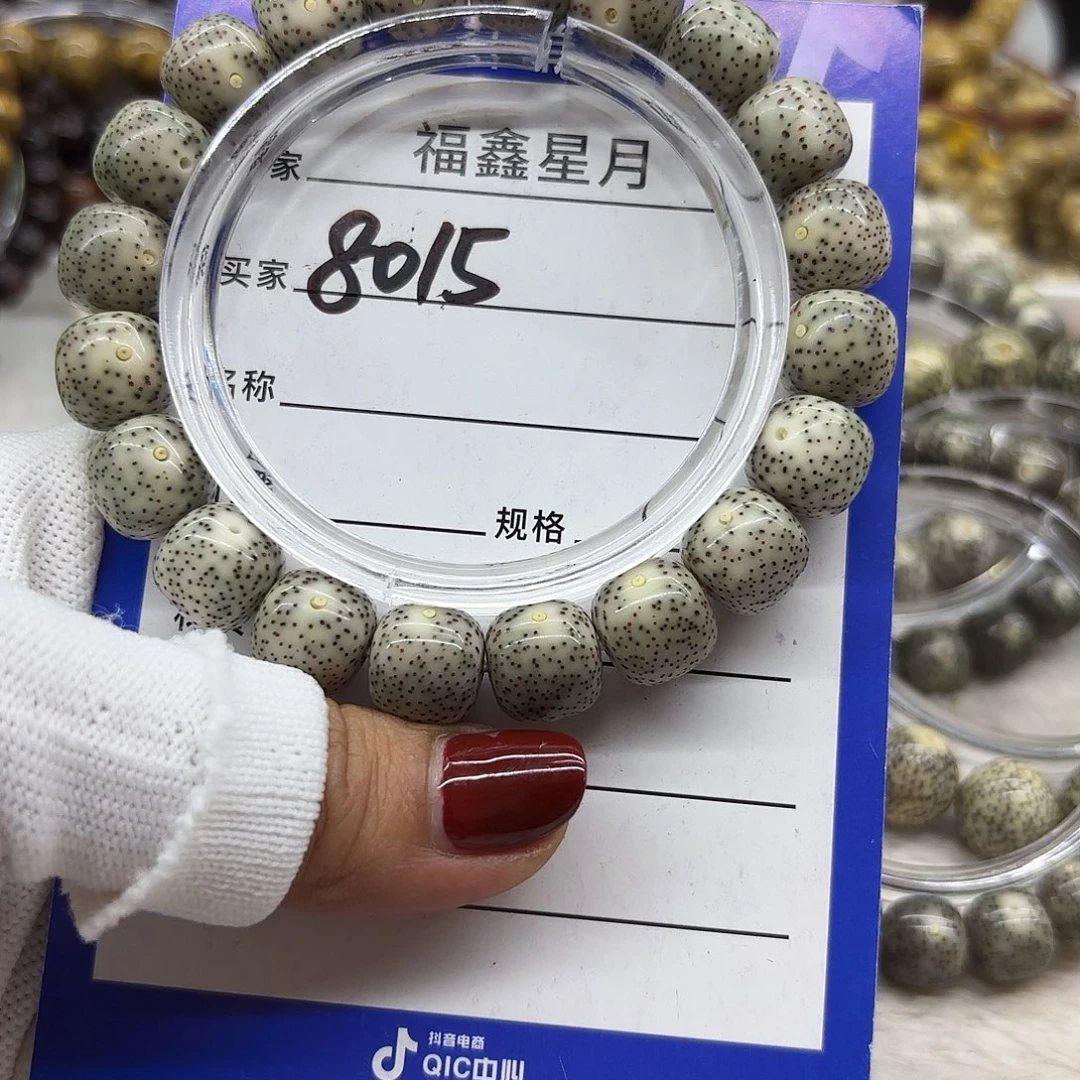 家 福鑫星月
买家 8015
名称
规格
抖音电商
QIC中心